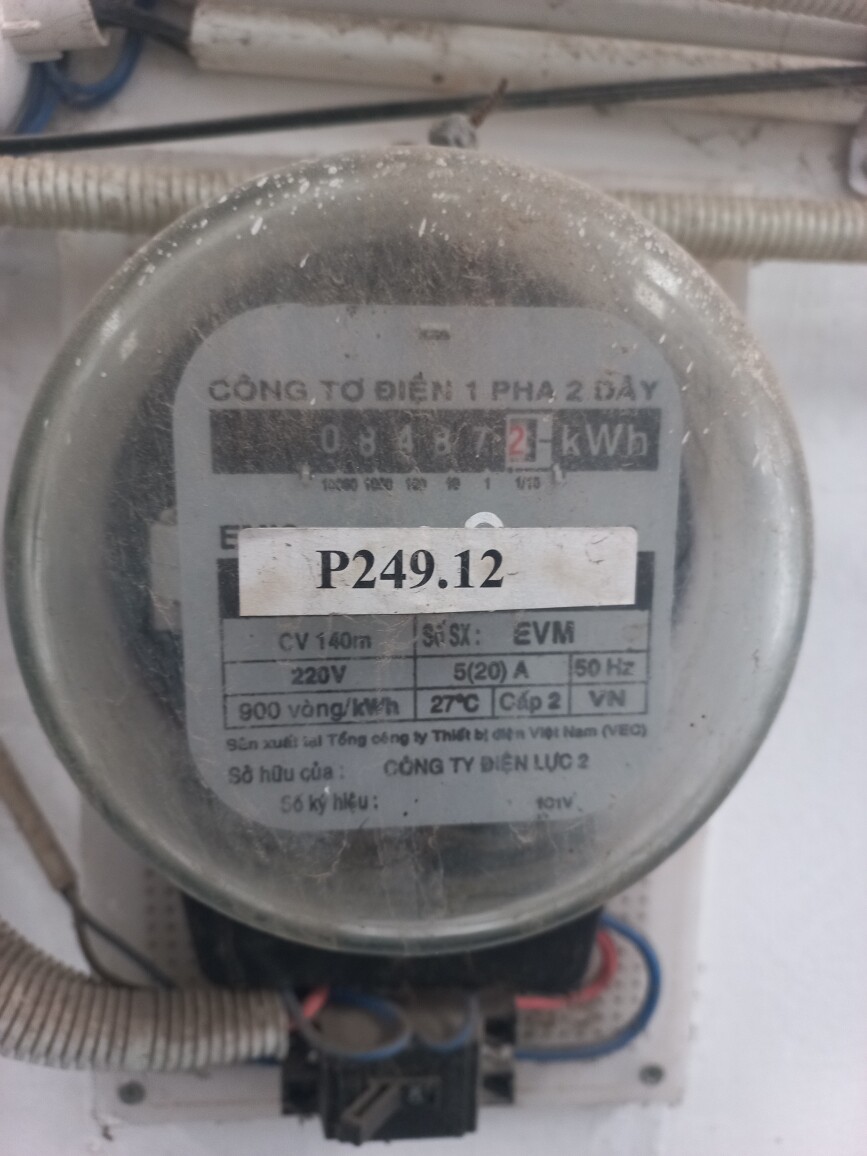 CÔNG TƠ ĐIỆN 1 PHA 2 DÂY
0 8 4 8 7 2 kWh
10000 1000 100 10 1 1/10
P249.12
CV 140m Số SX : EVM
220V 5(20) A 50 Hz
900 vòng/kWh 27°C Cấp 2 VN
Sản xuất tại Tổng công ty Thiết bị điện Việt Nam (VEC)
Sở hữu của : CÔNG TY ĐIỆN LỰC 2
Số ký hiệu : 101V